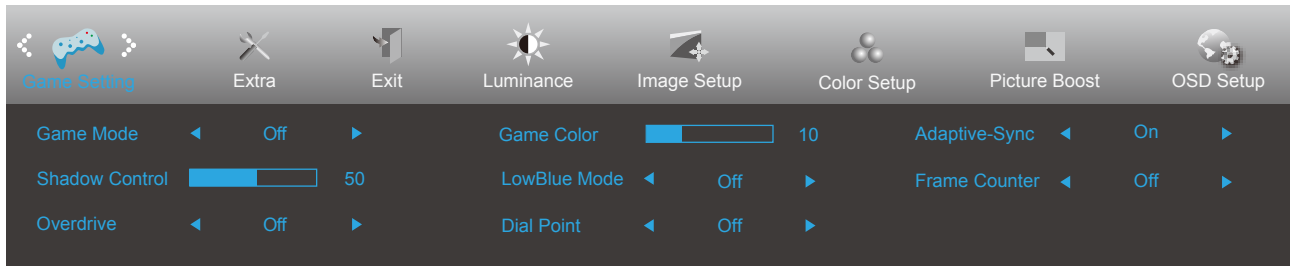 Game Setting Extra Exit Luminance Image Setup Color Setup Picture Boost OSD Setup
Game Mode Off Game Color 10 Adaptive-Sync On
Shadow Control 50 LowBlue Mode Off Frame Counter Off
Overdrive Off Dial Point Off